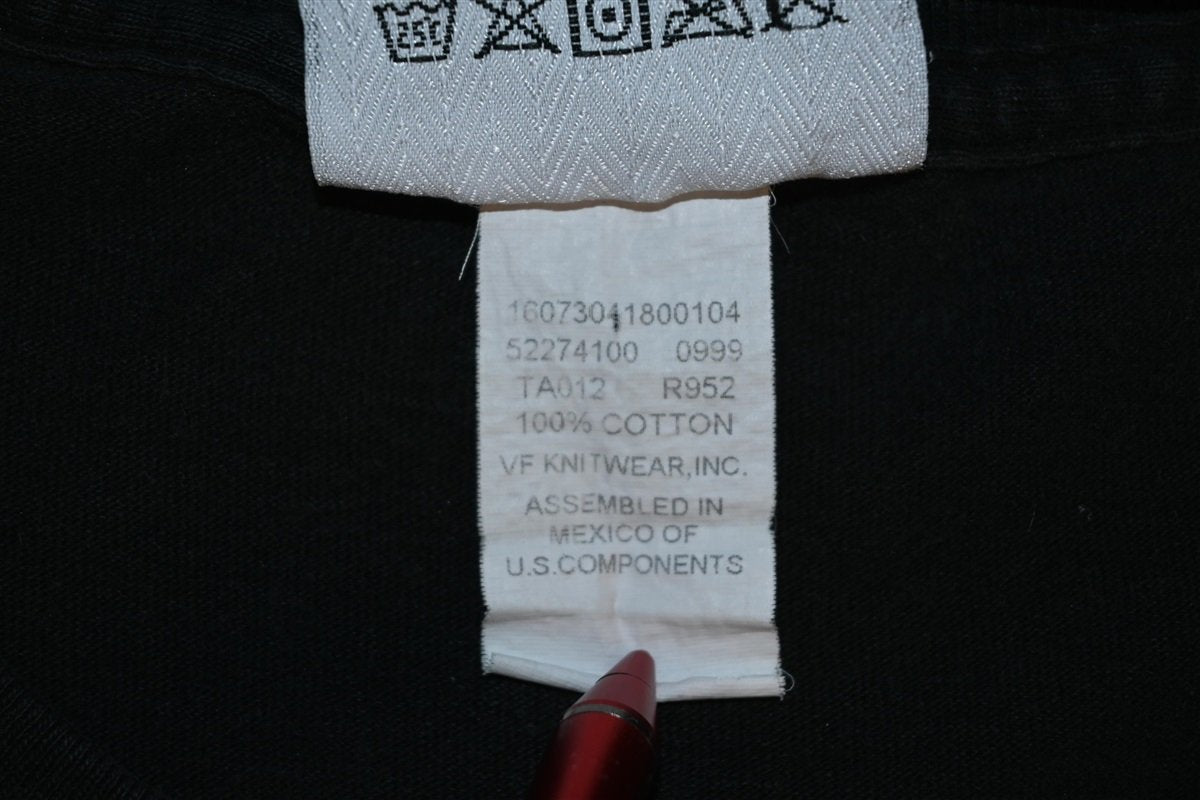 16073041800104
52274100 0999
TA012 R952
100% COTTON
VF KNITWEAR,INC.
ASSEMBLED IN
MEXICO OF
U.S.COMPONENTS